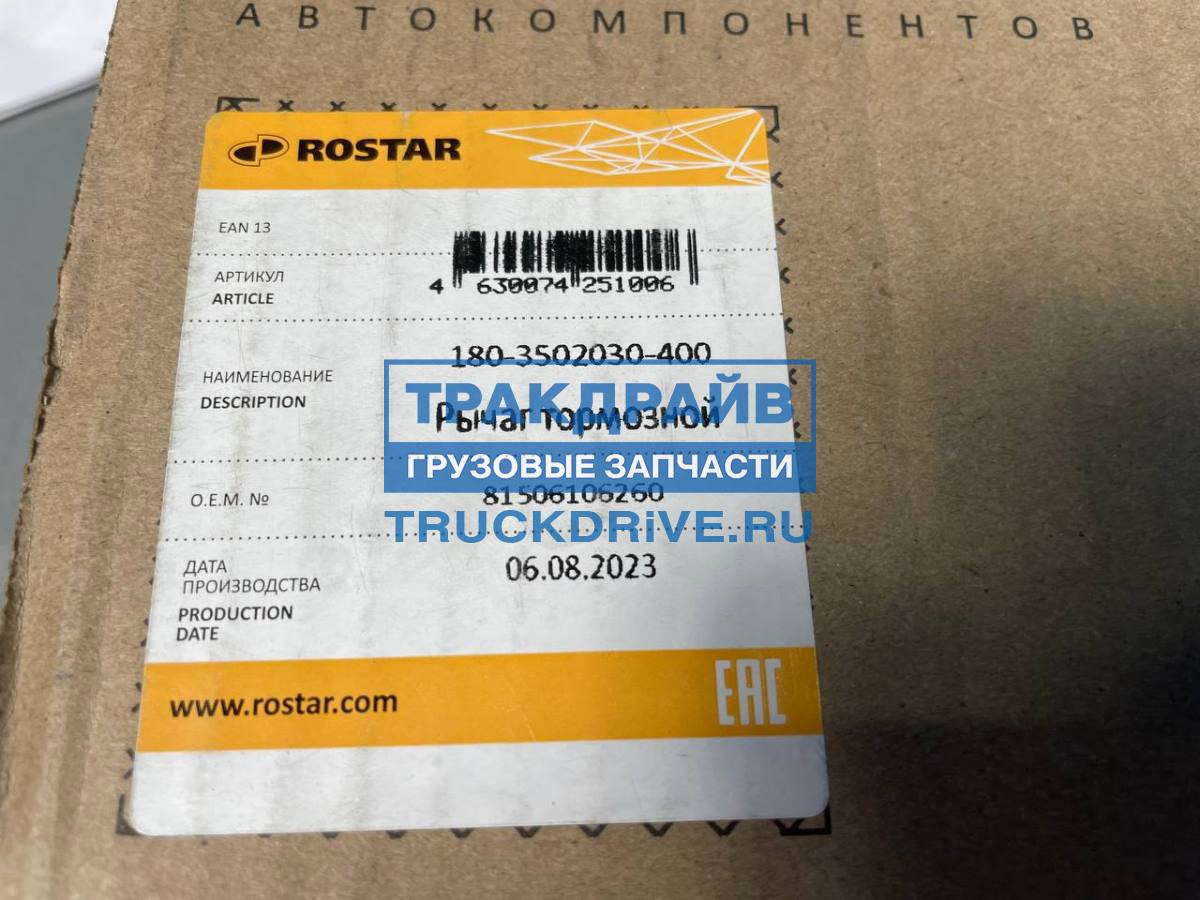 АВТОКОМПОНЕНТОВ
ROSTAR
EAN 13
4 630074 251006
АРТИКУЛ
ARTICLE
180-3502030-400
НАИМЕНОВАНИЕ
DESCRIPTION
Рычаг тормозной
ТРАКДРАЙВ
ГРУЗОВЫЕ ЗАПЧАСТИ
TRUCKDRiVE.RU
O.E.M. №
81506106260
ДАТА
ПРОИЗВОДСТВА
PRODUCTION
DATE
06.08.2023
www.rostar.com
EAC